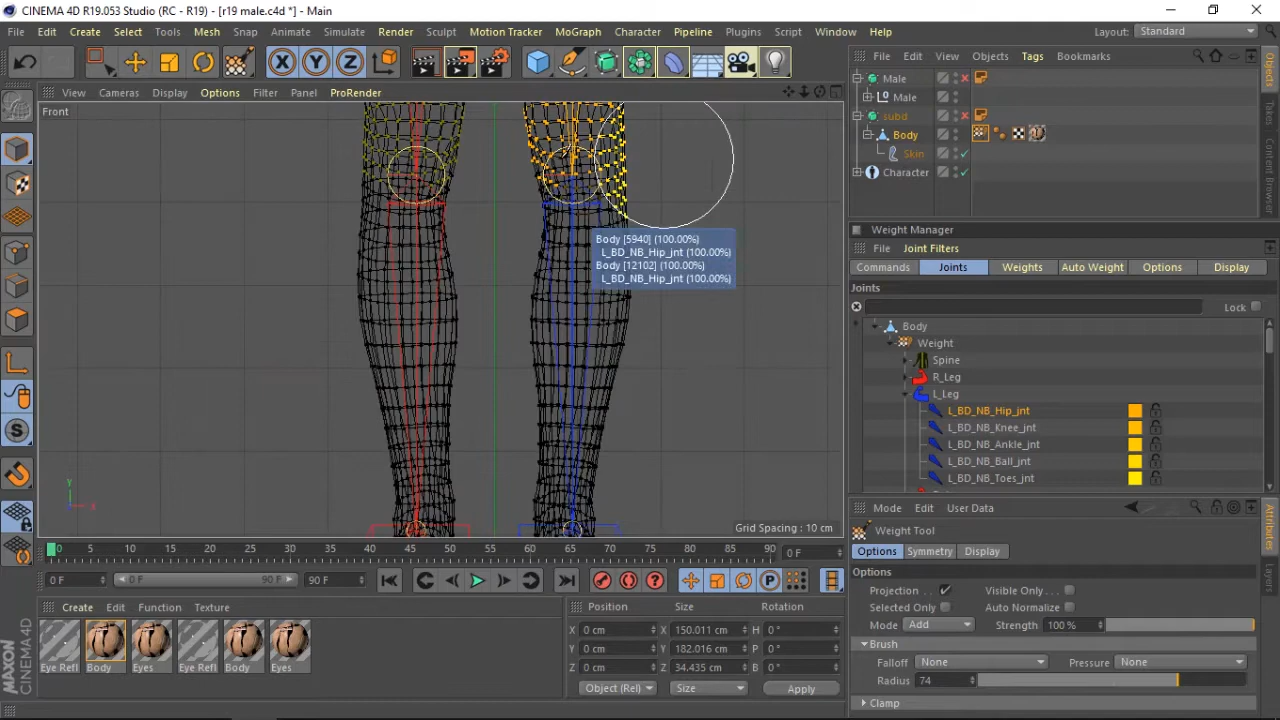 CINEMA 4D R19.053 Studio (RC - R19) - [r19 male.c4d *] - Main
File Edit Create Select Tools Mesh Snap Animate Simulate Render Sculpt Motion Tracker MoGraph Character Pipeline Plugins Script Window Help Layout: Standard
X Y Z
File Edit View Objects Tags Bookmarks
Male
Male
subd
Body
Skin
Character
Objects
Takes
Content Browser
Structure
View Cameras Display Options Filter Panel ProRender
Front
Body [5940] (100.00%)
L_BD_NB_Hip_jnt (100.00%)
Body [12102] (100.00%)
L_BD_NB_Hip_jnt (100.00%)
Y
X
Grid Spacing : 10 cm
Weight Manager
File Joint Filters
Commands Joints Weights Auto Weight Options Display
Joints
Lock
Body
Weight
Spine
R_Leg
L_Leg
L_BD_NB_Hip_jnt
L_BD_NB_Knee_jnt
L_BD_NB_Ankle_jnt
L_BD_NB_Ball_jnt
L_BD_NB_Toes_jnt
0 5 10 15 20 25 30 35 40 45 50 55 60 65 70 75 80 85 90 0 F
0 F 0 F 90 F 90 F
Create Edit Function Texture
Eye Refl Body Eyes Eye Refl Body Eyes
MAXON CINEMA 4D
Position Size Rotation
X 0 cm X 150.011 cm H 0 °
Y 0 cm Y 182.016 cm P 0 °
Z 0 cm Z 34.435 cm B 0 °
Object (Rel) Size Apply
Mode Edit User Data
Weight Tool
Options Symmetry Display
Options
Projection . . Visible Only . .
Selected Only Auto Normalize
Mode Add Strength 100 %
Brush
Falloff None Pressure None
Radius 74
Clamp
Attributes
Layers